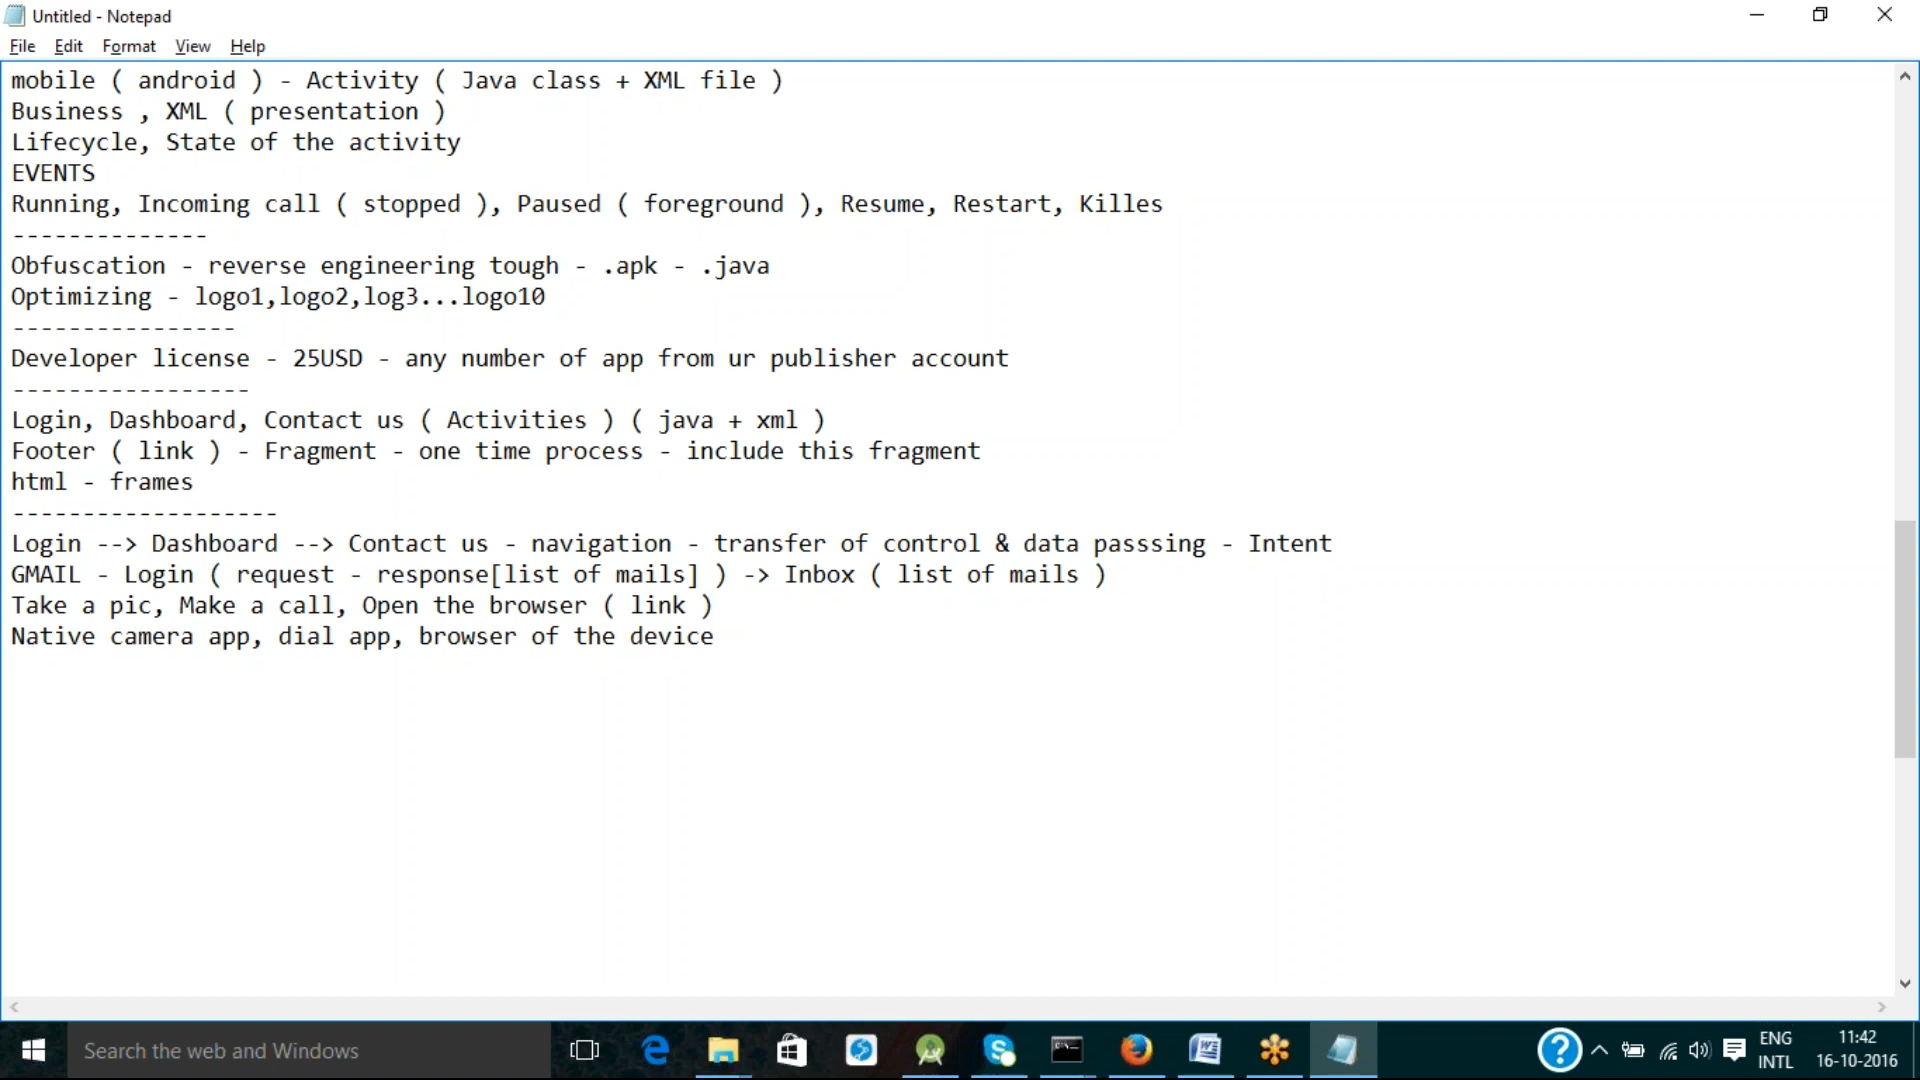 Untitled - Notepad
File Edit Format View Help
mobile ( android ) - Activity ( Java class + XML file )
Business , XML ( presentation )
Lifecycle, State of the activity
EVENTS
Running, Incoming call ( stopped ), Paused ( foreground ), Resume, Restart, Killes
--------------
Obfuscation - reverse engineering tough - .apk - .java
Optimizing - logo1,logo2,log3...logo10
----------------
Developer license - 25USD - any number of app from ur publisher account
-----------------
Login, Dashboard, Contact us ( Activities ) ( java + xml )
Footer ( link ) - Fragment - one time process - include this fragment
html - frames
-------------------
Login --> Dashboard --> Contact us - navigation - transfer of control & data passsing - Intent
GMAIL - Login ( request - response[list of mails] ) -> Inbox ( list of mails )
Take a pic, Make a call, Open the browser ( link )
Native camera app, dial app, browser of the device
Search the web and Windows
ENG
INTL
11:42
16-10-2016